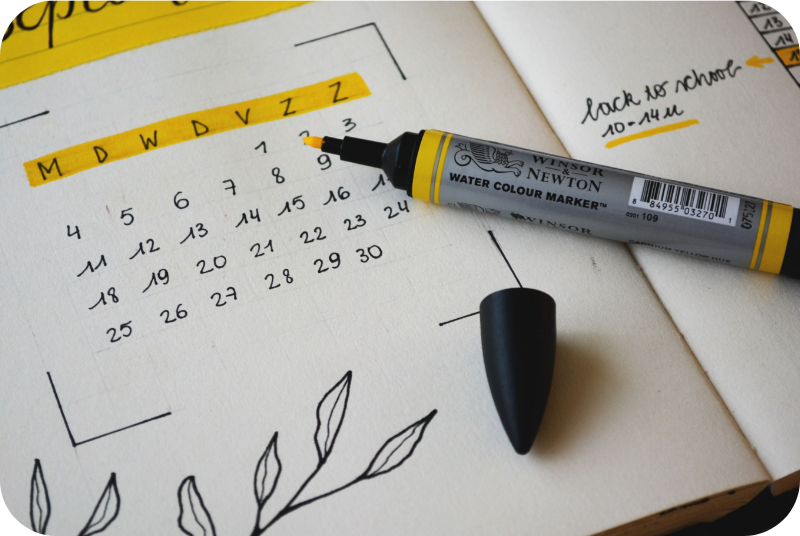 M D W D V Z Z
1 2 3
4 5 6 7 8 9
11 12 13 14 15 16
18 19 20 21 22 23 24
25 26 27 28 29 30
12
13
14
back to school
10-14u
WINSOR
& NEWTON
WATER COLOUR MARKER™
0201 109
8 84955 03270 1
WINSOR